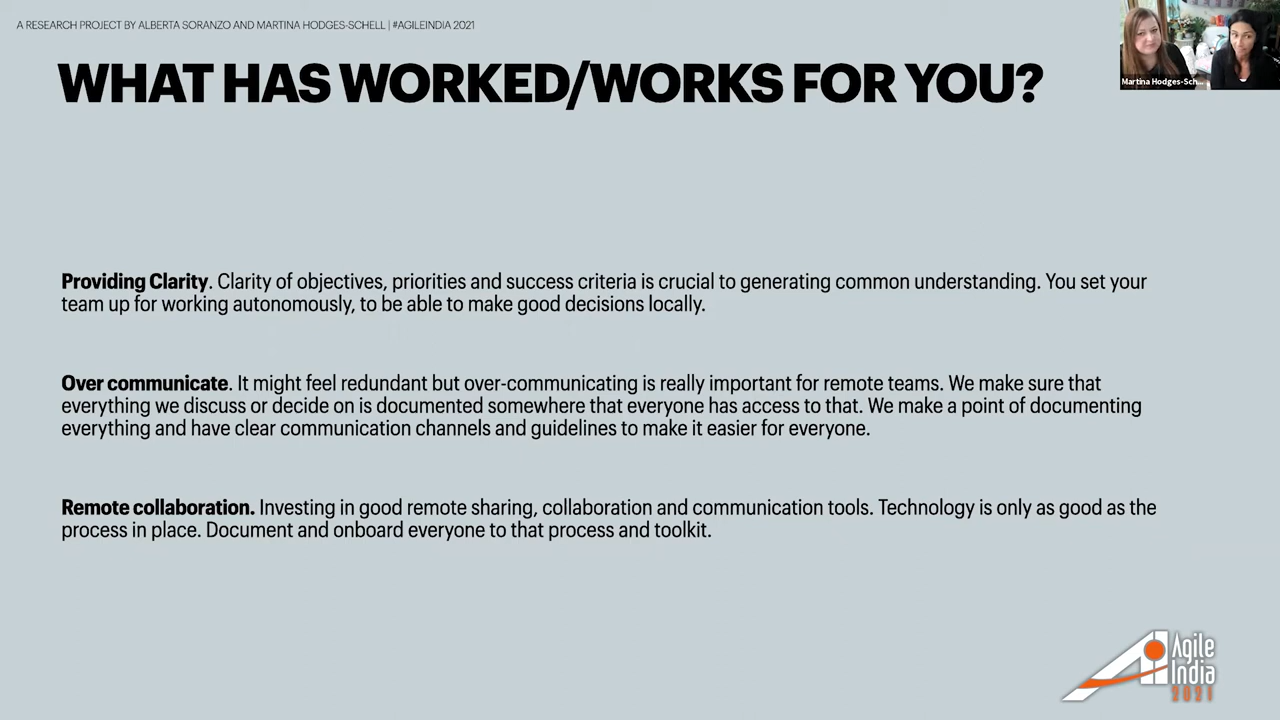 A RESEARCH PROJECT BY ALBERTA SORANZO AND MARTINA HODGES-SCHELL | #AGILEINDIA 2021
WHAT HAS WORKED/WORKS FOR YOU?
Martina Hodges-Sch...
Providing Clarity. Clarity of objectives, priorities and success criteria is crucial to generating common understanding. You set your
team up for working autonomously, to be able to make good decisions locally.
Over communicate. It might feel redundant but over-communicating is really important for remote teams. We make sure that
everything we discuss or decide on is documented somewhere that everyone has access to that. We make a point of documenting
everything and have clear communication channels and guidelines to make it easier for everyone.
Remote collaboration. Investing in good remote sharing, collaboration and communication tools. Technology is only as good as the
process in place. Document and onboard everyone to that process and toolkit.
Agile
India
2021